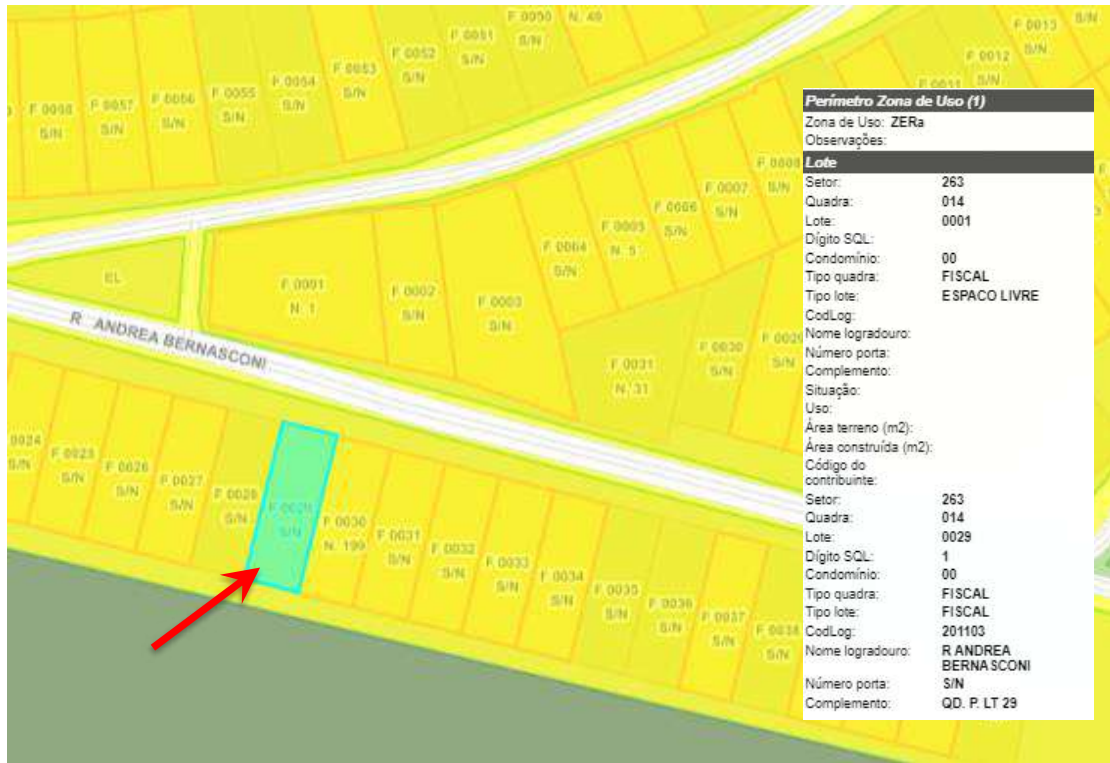 F 0050 N. 49
F 0051
S/N
S/N
F 0052
S/N
F 0053
S/N
F 0054
S/N
F 0055
S/N
F 0056
S/N
F 0057
S/N
S/N
F 0013
S/N
S/N
F 0012
S/N
S/N
F 0007
S/N
F 0006
S/N
F 0005
N. 5
F 0004
S/N
F 0003
S/N
F 0002
S/N
F 0001
N. 1
EL
R ANDREA BERNASCONI
F 0031
N. 31
F 0030
S/N
S/N
0024
S/N
F 0025
S/N
F 0026
S/N
F 0027
S/N
F 0028
S/N
F 0029
S/N
F 0030
N. 199
F 0031
S/N
F 0032
S/N
F 0033
S/N
F 0034
S/N
F 0035
S/N
F 0036
S/N
F 0037
S/N
F 0038
S/N
Perímetro Zona de Uso (1)
Zona de Uso: ZERa
Observações:
Lote
Setor: 263
Quadra: 014
Lote: 0001
Dígito SQL:
Condomínio: 00
Tipo quadra: FISCAL
Tipo lote: ESPACO LIVRE
CodLog:
Nome logradouro:
Número porta:
Complemento:
Situação:
Uso:
Área terreno (m2):
Área construída (m2):
Código do
contribuinte:
Setor: 263
Quadra: 014
Lote: 0029
Dígito SQL: 1
Condomínio: 00
Tipo quadra: FISCAL
Tipo lote: FISCAL
CodLog: 201103
Nome logradouro: R ANDREA
BERNASCONI
Número porta: S/N
Complemento: QD. P. LT 29